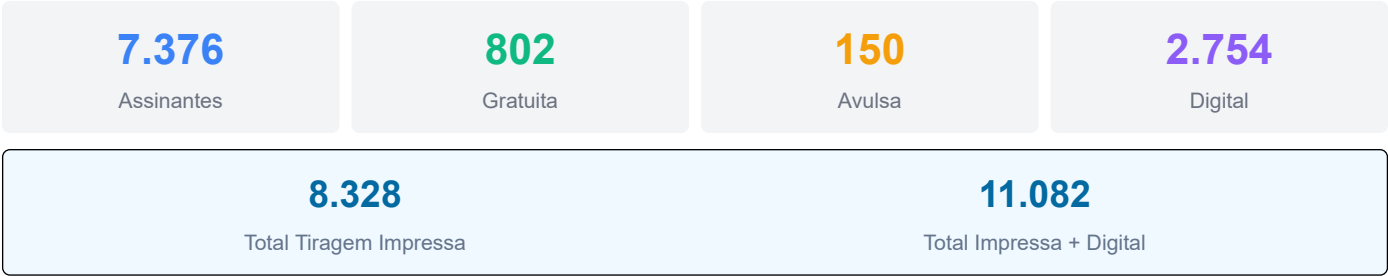 7.376
Assinantes
802
Gratuita
150
Avulsa
2.754
Digital
8.328
Total Tiragem Impressa
11.082
Total Impressa + Digital